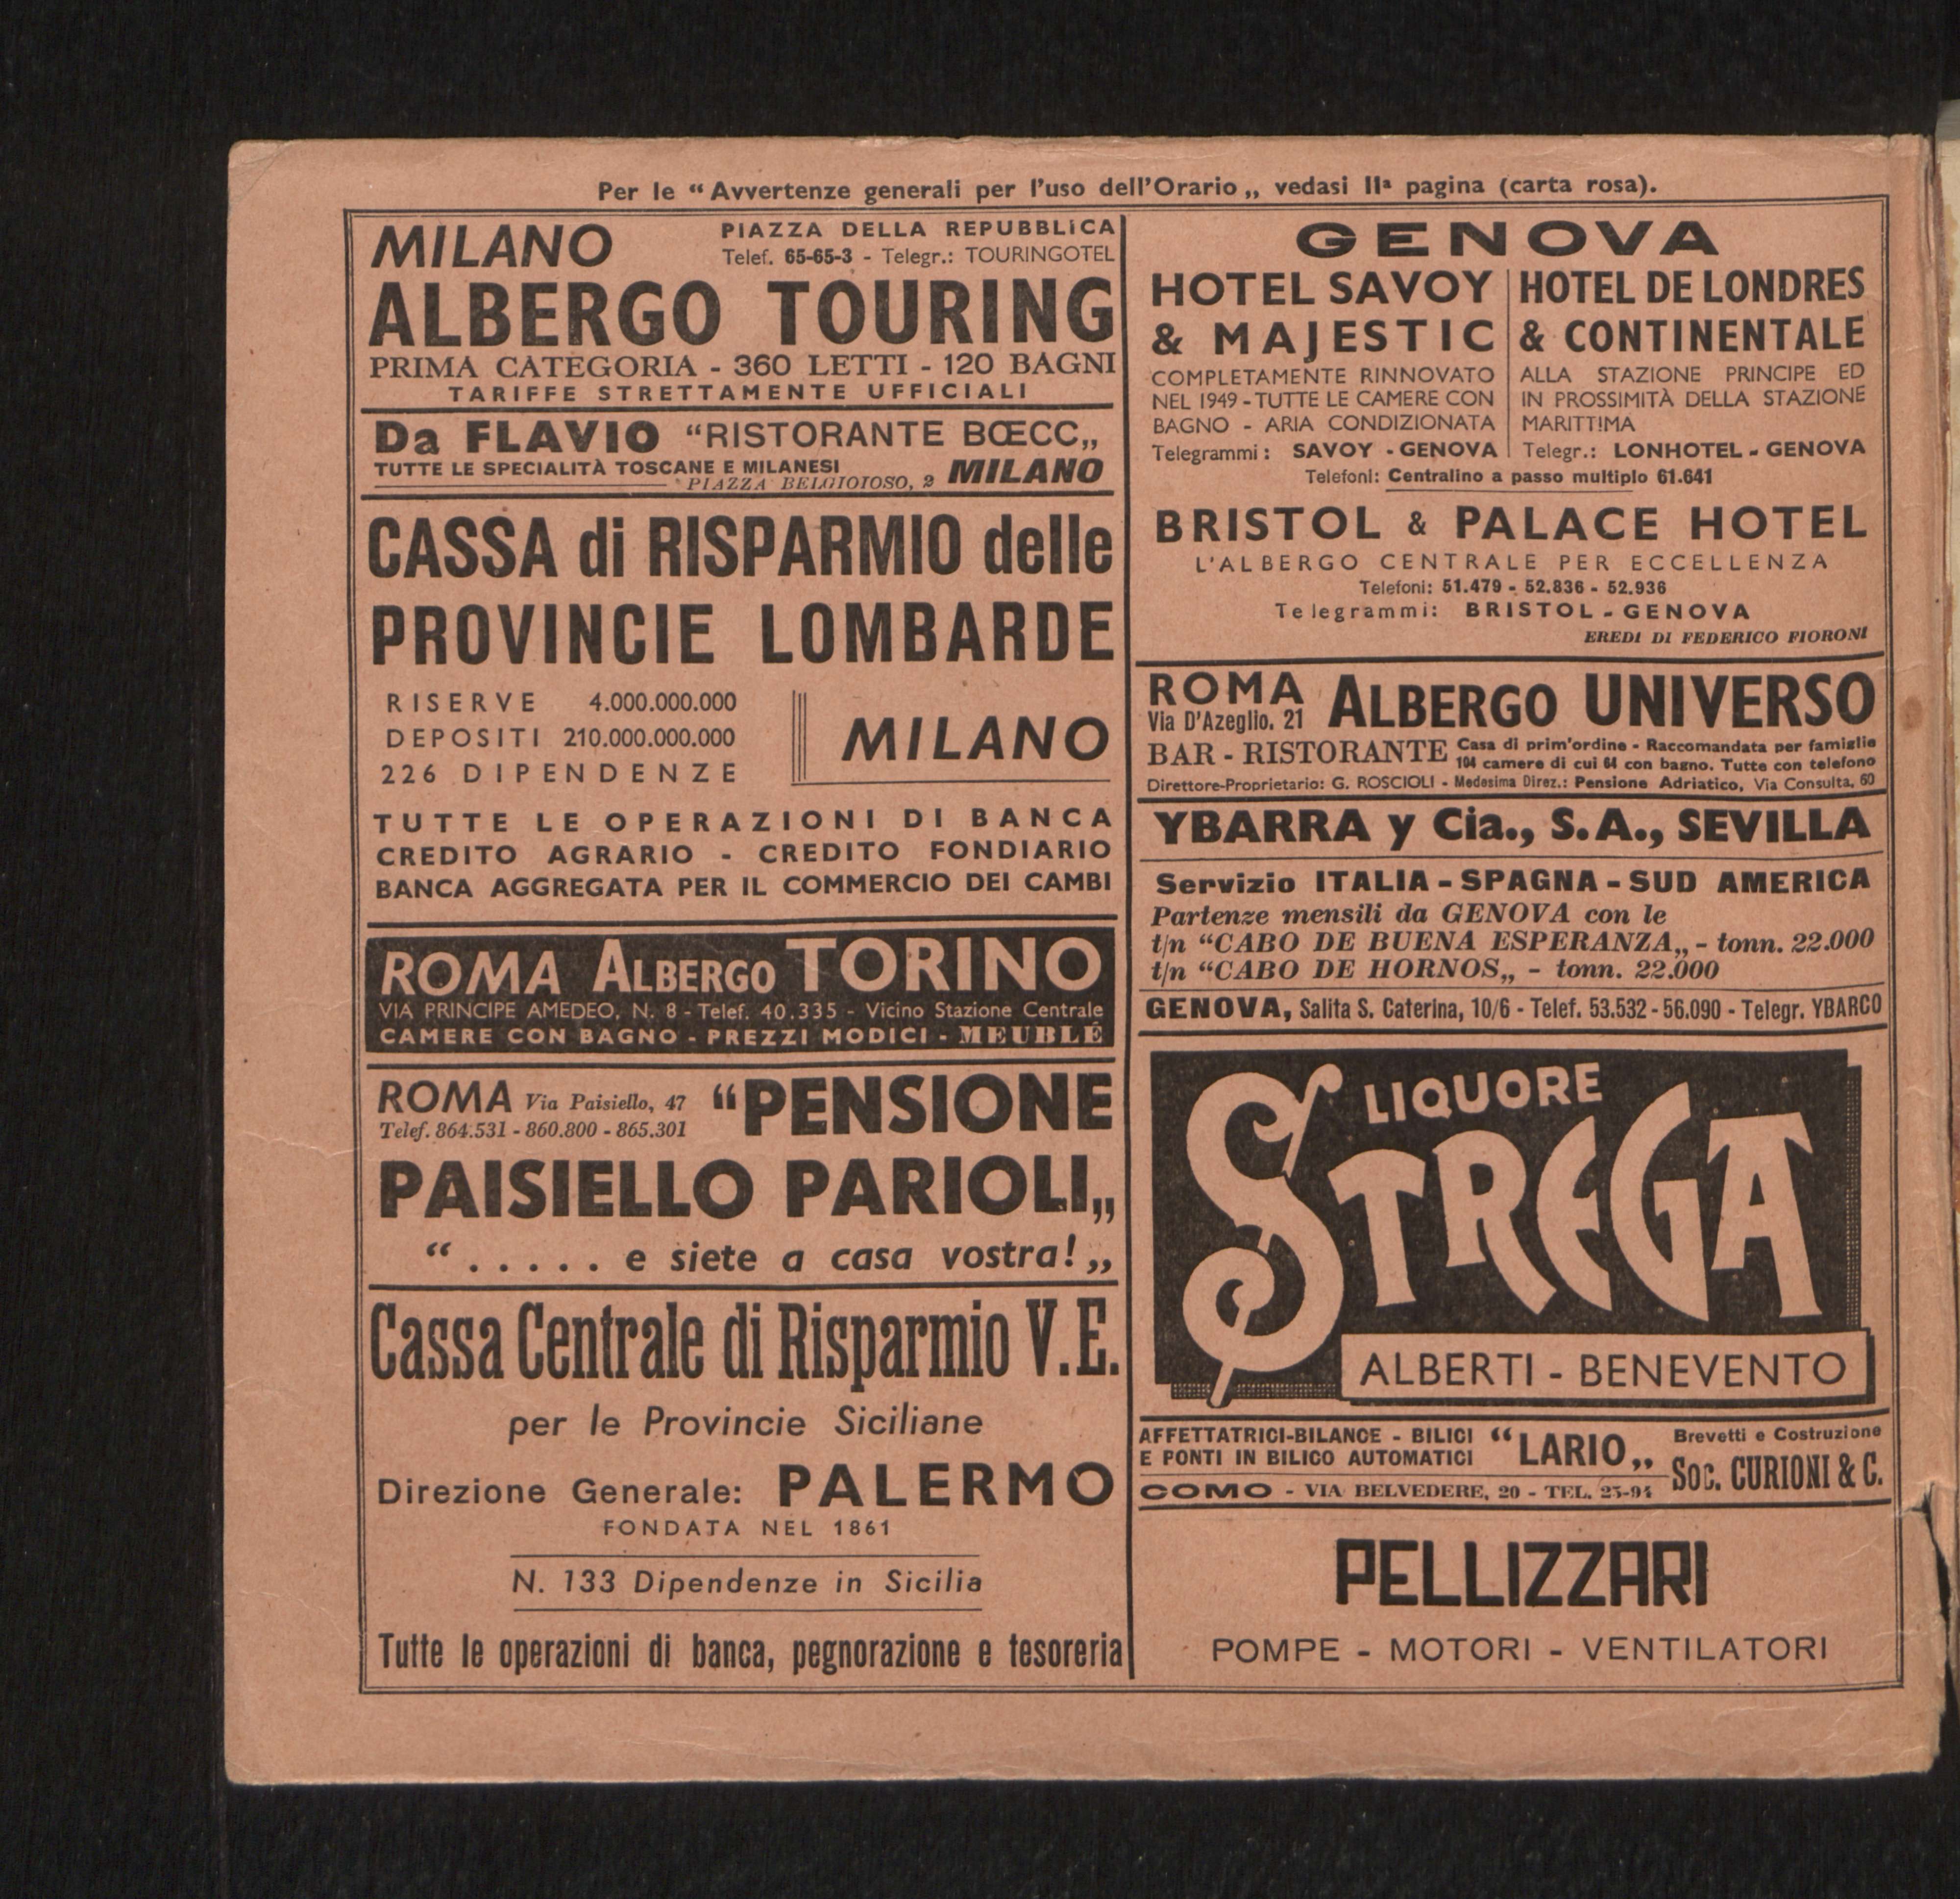 Per le “Avvertenze generali per l'uso dell'Orario„ vedasi IIª pagina (carta rosa).
MILANO
PIAZZA DELLA REPUBBLICA
Telef. 65-65-3 - Telegr.: TOURINGOTEL
ALBERGO TOURING
PRIMA CATEGORIA - 360 LETTI - 120 BAGNI
TARIFFE STRETTAMENTE UFFICIALI
Da FLAVIO “RISTORANTE BŒCC„
TUTTE LE SPECIALITÀ TOSCANE E MILANESI
PIAZZA BELGIOIOSO, 2 MILANO
CASSA di RISPARMIO delle
PROVINCIE LOMBARDE
RISERVE 4.000.000.000
DEPOSITI 210.000.000.000
226 DIPENDENZE
MILANO
TUTTE LE OPERAZIONI DI BANCA
CREDITO AGRARIO - CREDITO FONDIARIO
BANCA AGGREGATA PER IL COMMERCIO DEI CAMBI
ROMA ALBERGO TORINO
VIA PRINCIPE AMEDEO, N. 8 - Telef. 40.335 - Vicino Stazione Centrale
CAMERE CON BAGNO - PREZZI MODICI - MEUBLÉ
ROMA Via Paisiello, 47
Telef. 864.531 - 860.800 - 865.301
“PENSIONE
PAISIELLO PARIOLI„
“..... e siete a casa vostra!„
Cassa Centrale di Risparmio V.E.
per le Provincie Siciliane
Direzione Generale: PALERMO
FONDATA NEL 1861
N. 133 Dipendenze in Sicilia
Tutte le operazioni di banca, pegnorazione e tesoreria
GENOVA
HOTEL SAVOY
& MAJESTIC
COMPLETAMENTE RINNOVATO
NEL 1949 - TUTTE LE CAMERE CON
BAGNO - ARIA CONDIZIONATA
Telegrammi: SAVOY - GENOVA
HOTEL DE LONDRES
& CONTINENTALE
ALLA STAZIONE PRINCIPE ED
IN PROSSIMITÀ DELLA STAZIONE
MARITTIMA
Telegr.: LONHOTEL - GENOVA
Telefoni: Centralino a passo multiplo 61.641
BRISTOL & PALACE HOTEL
L'ALBERGO CENTRALE PER ECCELLENZA
Telefoni: 51.479 - 52.836 - 52.936
Telegrammi: BRISTOL - GENOVA
EREDI DI FEDERICO FIORONI
ROMA
Via D'Azeglio, 21
ALBERGO UNIVERSO
BAR - RISTORANTE
Casa di prim'ordine - Raccomandata per famiglie
104 camere di cui 64 con bagno. Tutte con telefono
Direttore-Proprietario: G. ROSCIOLI - Medesima Direz.: Pensione Adriatico, Via Consulta, 60
YBARRA y Cia., S.A., SEVILLA
Servizio ITALIA - SPAGNA - SUD AMERICA
Partenze mensili da GENOVA con le
t/n “CABO DE BUENA ESPERANZA„ - tonn. 22.000
t/n “CABO DE HORNOS„ - tonn. 22.000
GENOVA, Salita S. Caterina, 10/6 - Telef. 53.532 - 56.090 - Telegr. YBARCO
LIQUORE
STREGA
ALBERTI - BENEVENTO
AFFETTATRICI-BILANCE - BILICI
E PONTI IN BILICO AUTOMATICI
“LARIO„
Brevetti e Costruzione
Soc. CURIONI & C.
COMO - VIA BELVEDERE, 20 - TEL. 25-94
PELLIZZARI
POMPE - MOTORI - VENTILATORI